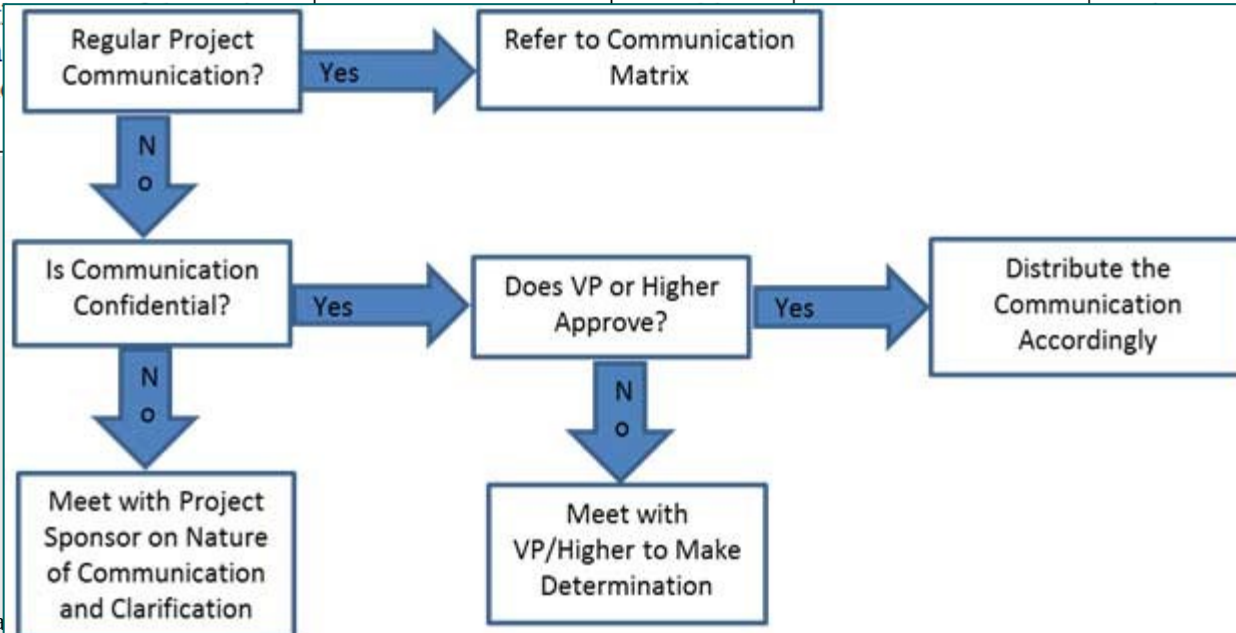 Regular Project
Communication?
Yes
Refer to Communication
Matrix
N
o
Is Communication
Confidential?
Yes
Does VP or Higher
Approve?
Yes
Distribute the
Communication
Accordingly
N
o
N
o
Meet with Project
Sponsor on Nature
of Communication
and Clarification
Meet with
VP/Higher to Make
Determination